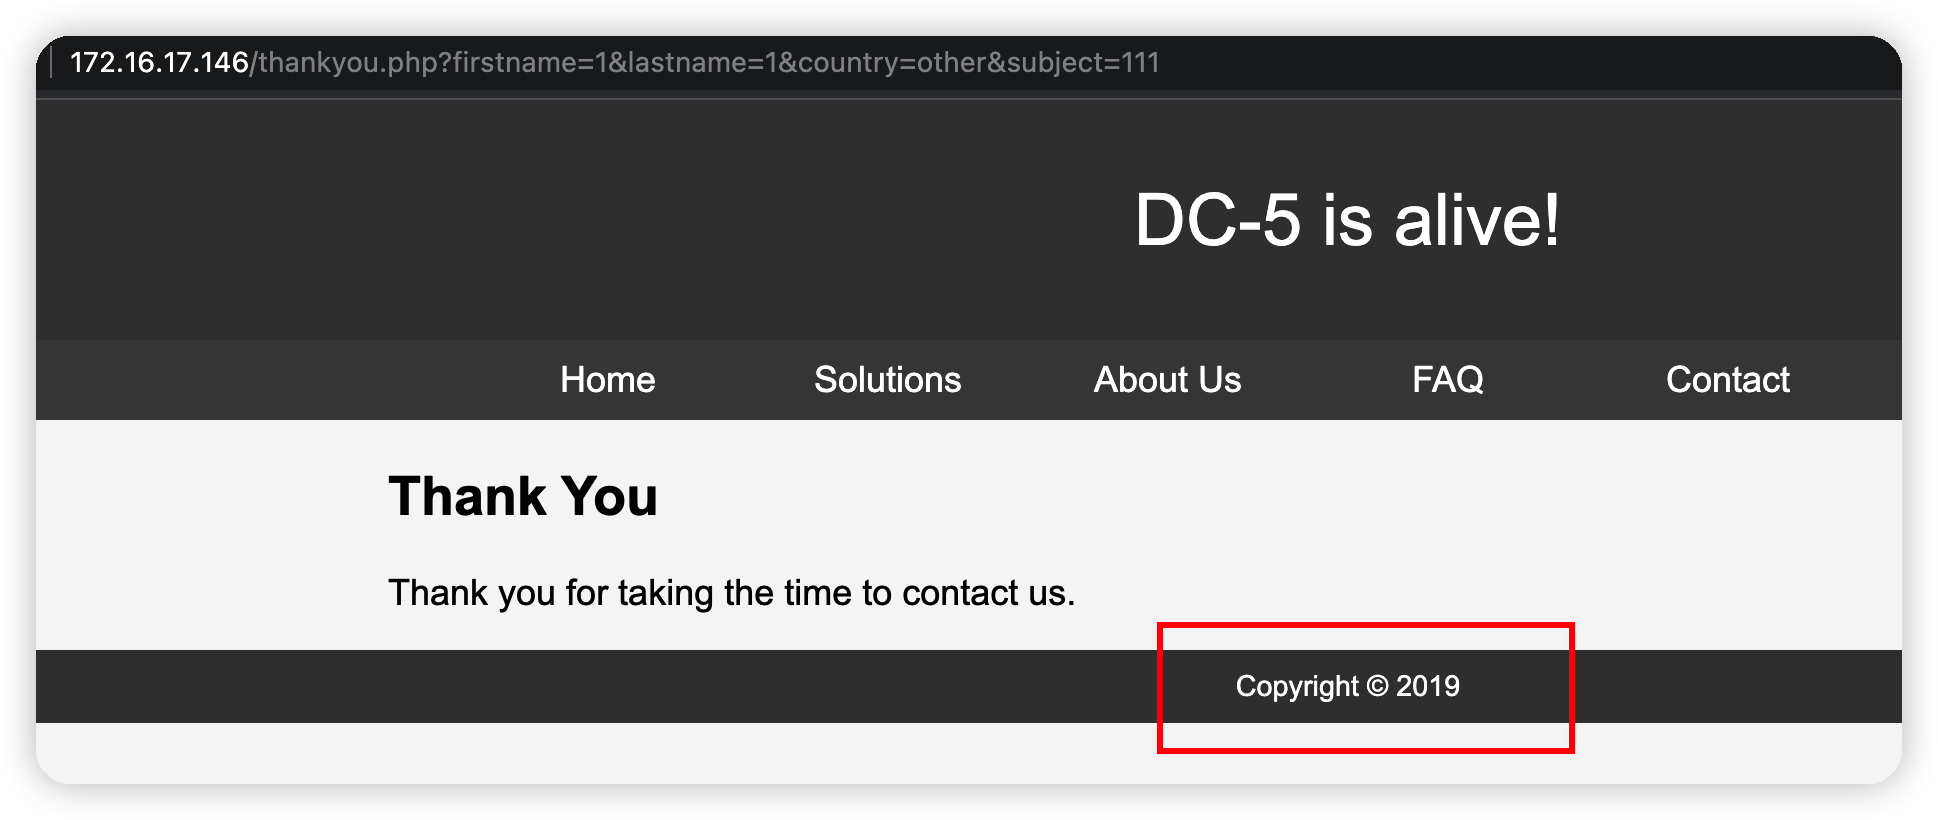 172.16.17.146/thankyou.php?firstname=1&lastname=1&country=other&subject=111
DC-5 is alive!
Home Solutions About Us FAQ Contact
Thank You
Thank you for taking the time to contact us.
Copyright © 2019